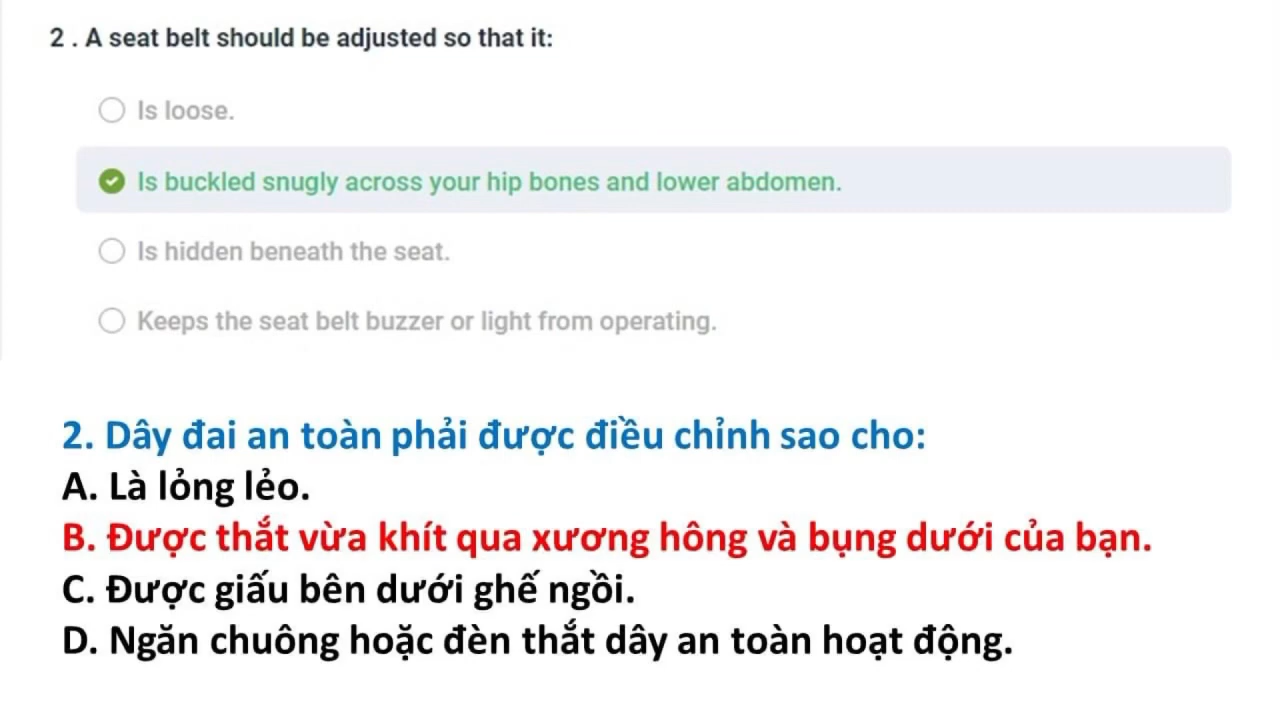 2 . A seat belt should be adjusted so that it:
Is loose.
Is buckled snugly across your hip bones and lower abdomen.
Is hidden beneath the seat.
Keeps the seat belt buzzer or light from operating.
2. Dây đai an toàn phải được điều chỉnh sao cho:
A. Là lỏng lẻo.
B. Được thắt vừa khít qua xương hông và bụng dưới của bạn.
C. Được giấu bên dưới ghế ngồi.
D. Ngăn chuông hoặc đèn thắt dây an toàn hoạt động.